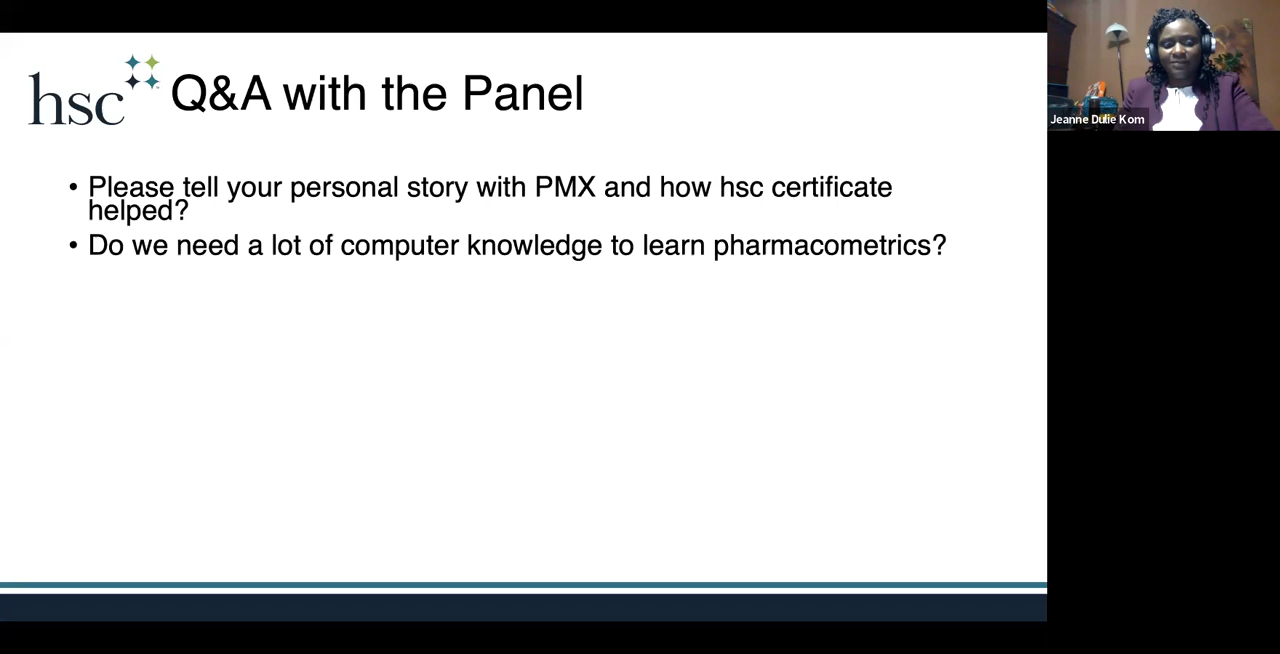 hsc
Q&A with the Panel
• Please tell your personal story with PMX and how hsc certificate
helped?
• Do we need a lot of computer knowledge to learn pharmacometrics?
Jeanne Dulie Kom